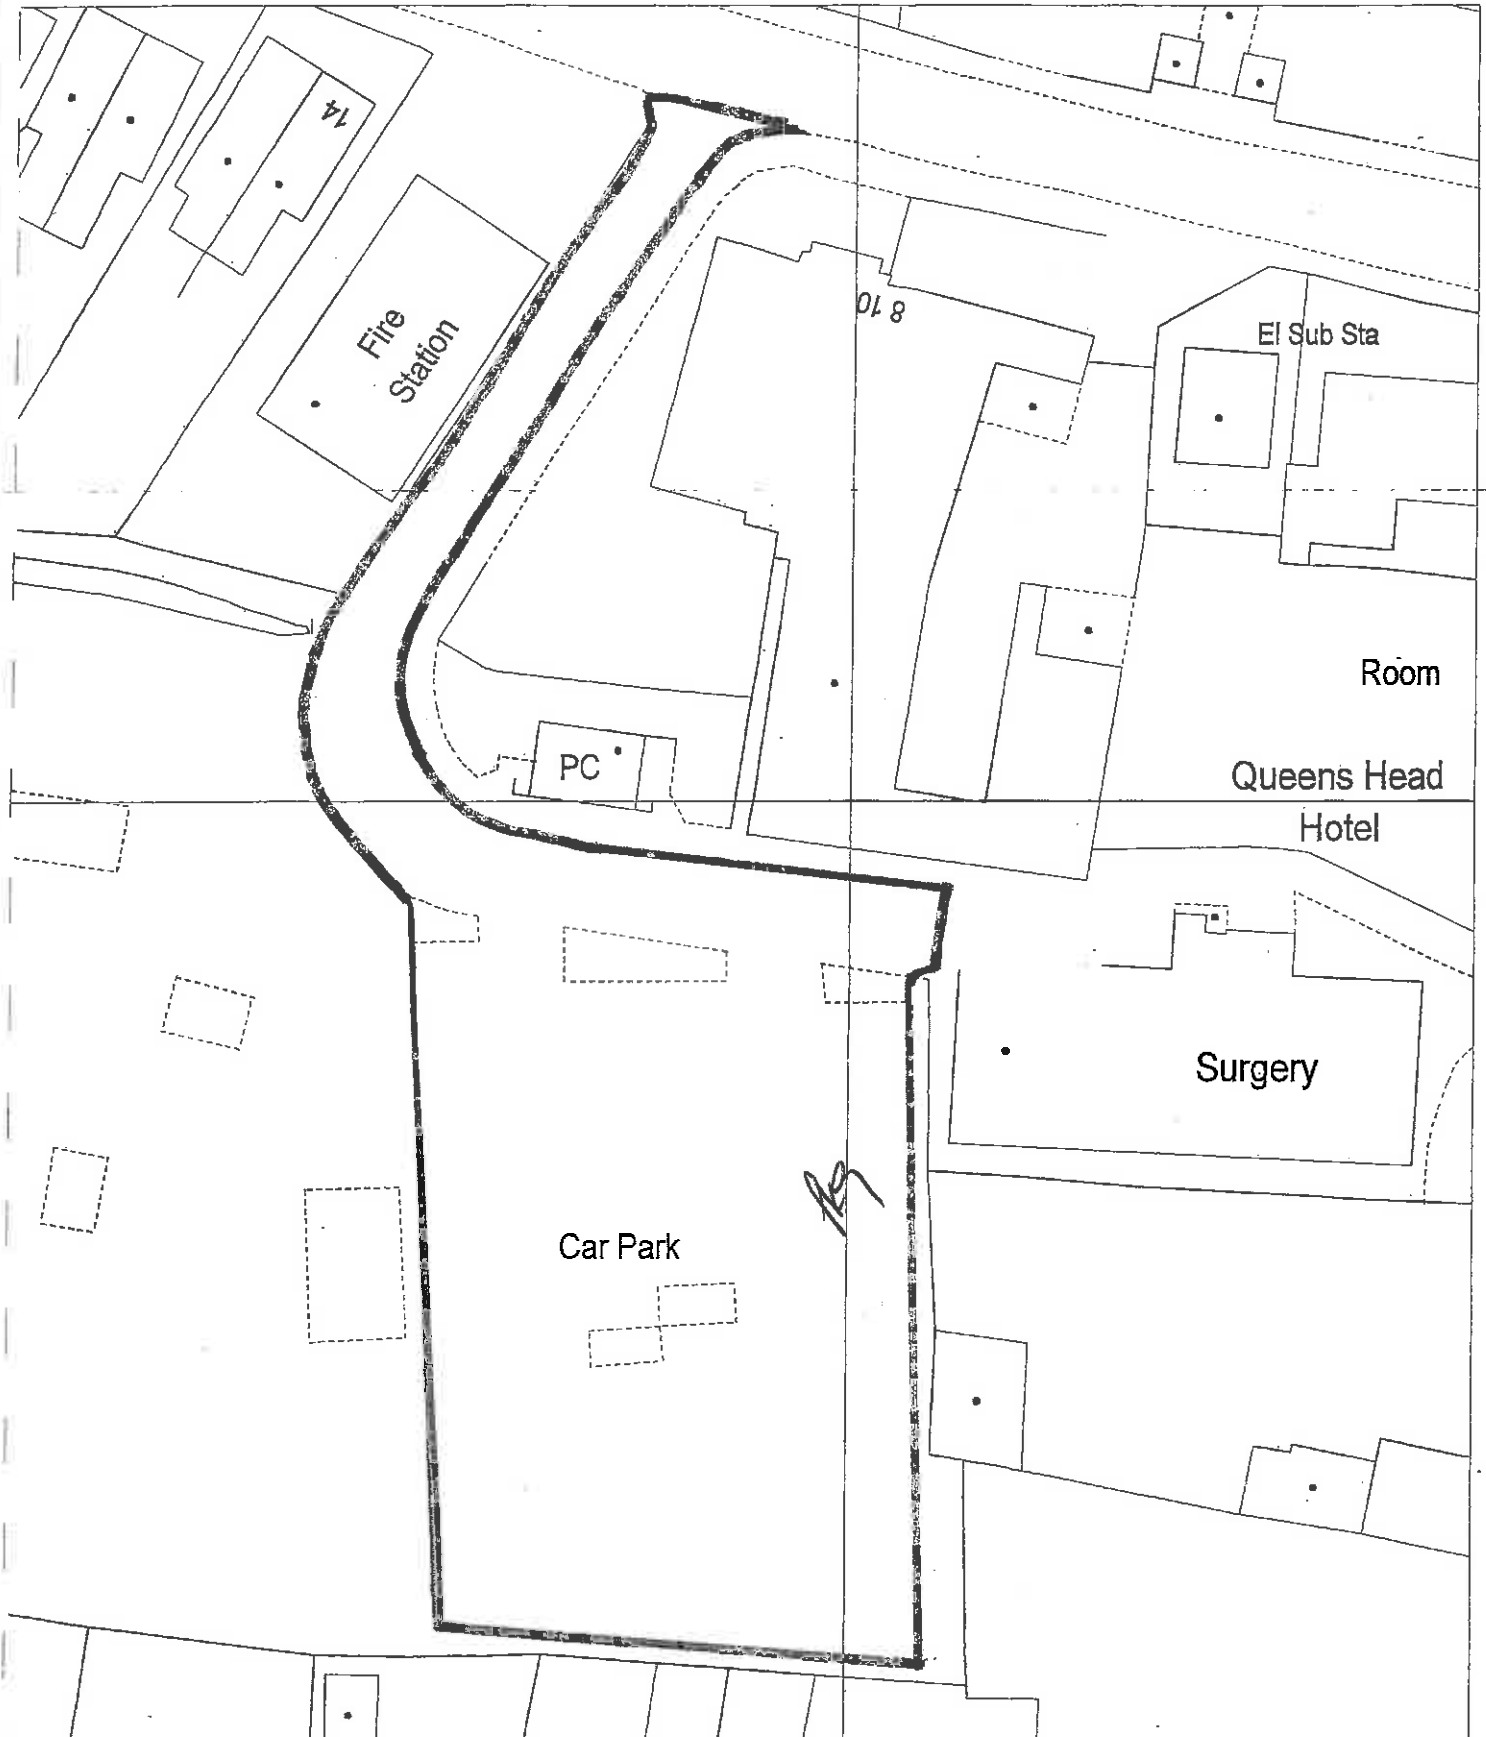 14
Fire
Station
8 10
El Sub Sta
Room
PC
Queens Head
Hotel
Surgery
Car Park